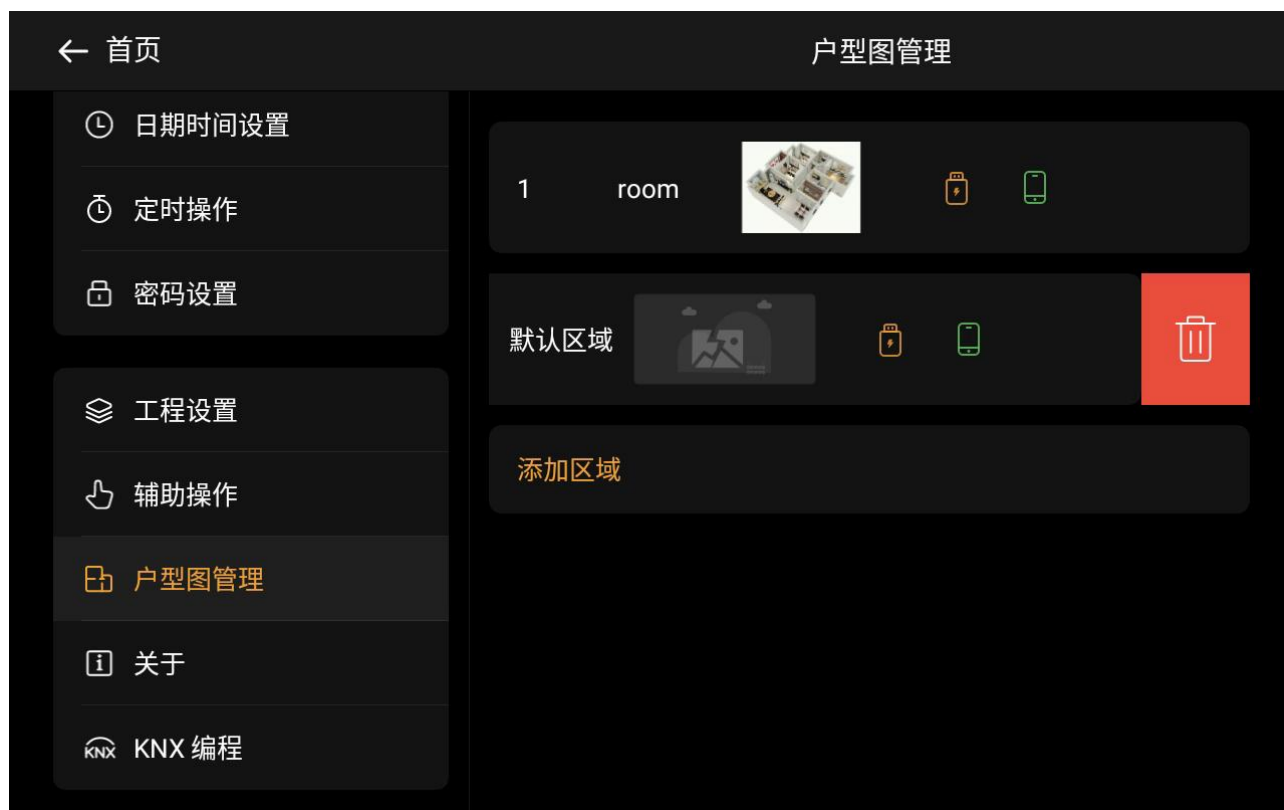 首页
户型图管理
日期时间设置
定时操作
密码设置
工程设置
辅助操作
户型图管理
关于
KNX KNX 编程
1 room
默认区域
添加区域